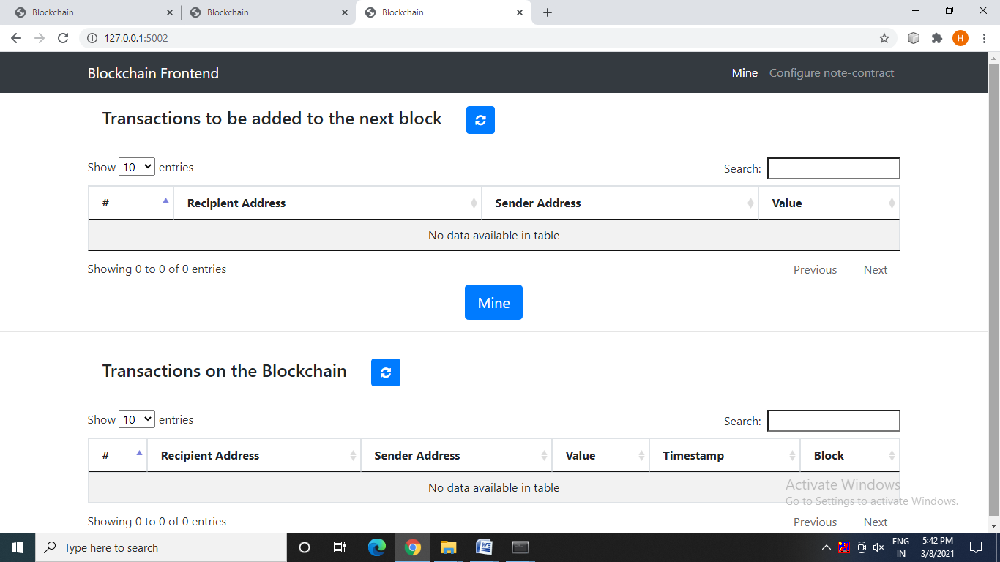 Blockchain
Blockchain
Blockchain
127.0.0.1:5002
H
Blockchain Frontend
Mine
Configure note-contract
Transactions to be added to the next block
Show 10 entries
Search:
# Recipient Address Sender Address Value
No data available in table
Showing 0 to 0 of 0 entries
Previous Next
Mine
Transactions on the Blockchain
Show 10 entries
Search:
# Recipient Address Sender Address Value Timestamp Block
No data available in table
Activate Windows
Go to Settings to activate Windows.
Showing 0 to 0 of 0 entries
Previous Next
Type here to search
ENG
IN
5:42 PM
3/8/2021